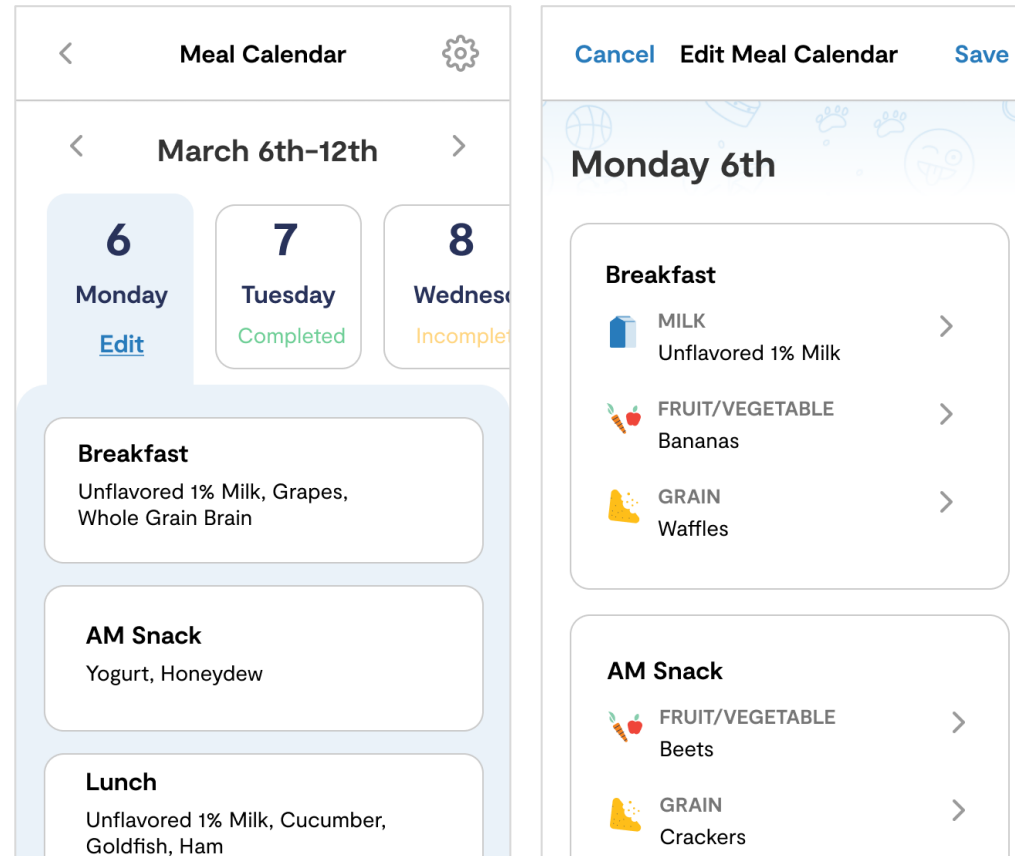 Meal Calendar
March 6th-12th
6
Monday
Edit
7
Tuesday
Completed
8
Wednesd
Incomplet
Breakfast
Unflavored 1% Milk, Grapes,
Whole Grain Brain
AM Snack
Yogurt, Honeydew
Lunch
Unflavored 1% Milk, Cucumber,
Goldfish, Ham
Cancel
Edit Meal Calendar
Save
Monday 6th
Breakfast
MILK
Unflavored 1% Milk
FRUIT/VEGETABLE
Bananas
GRAIN
Waffles
AM Snack
FRUIT/VEGETABLE
Beets
GRAIN
Crackers